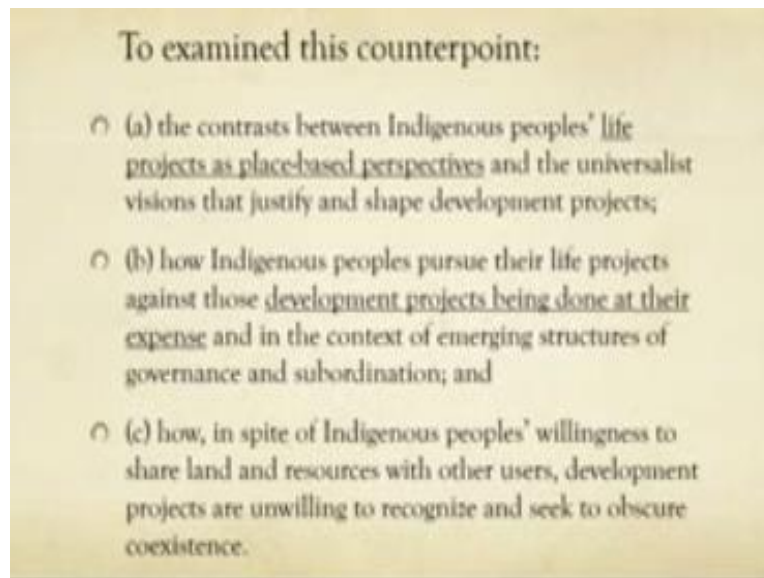 To examined this counterpoint:
(a) the contrasts between Indigenous peoples' life
projects as place-based perspectives and the universalist
visions that justify and shape development projects;
(b) how Indigenous peoples pursue their life projects
against those development projects being done at their
expense and in the context of emerging structures of
governance and subordination; and
(c) how, in spite of Indigenous peoples' willingness to
share land and resources with other users, development
projects are unwilling to recognize and seek to obscure
coexistence.